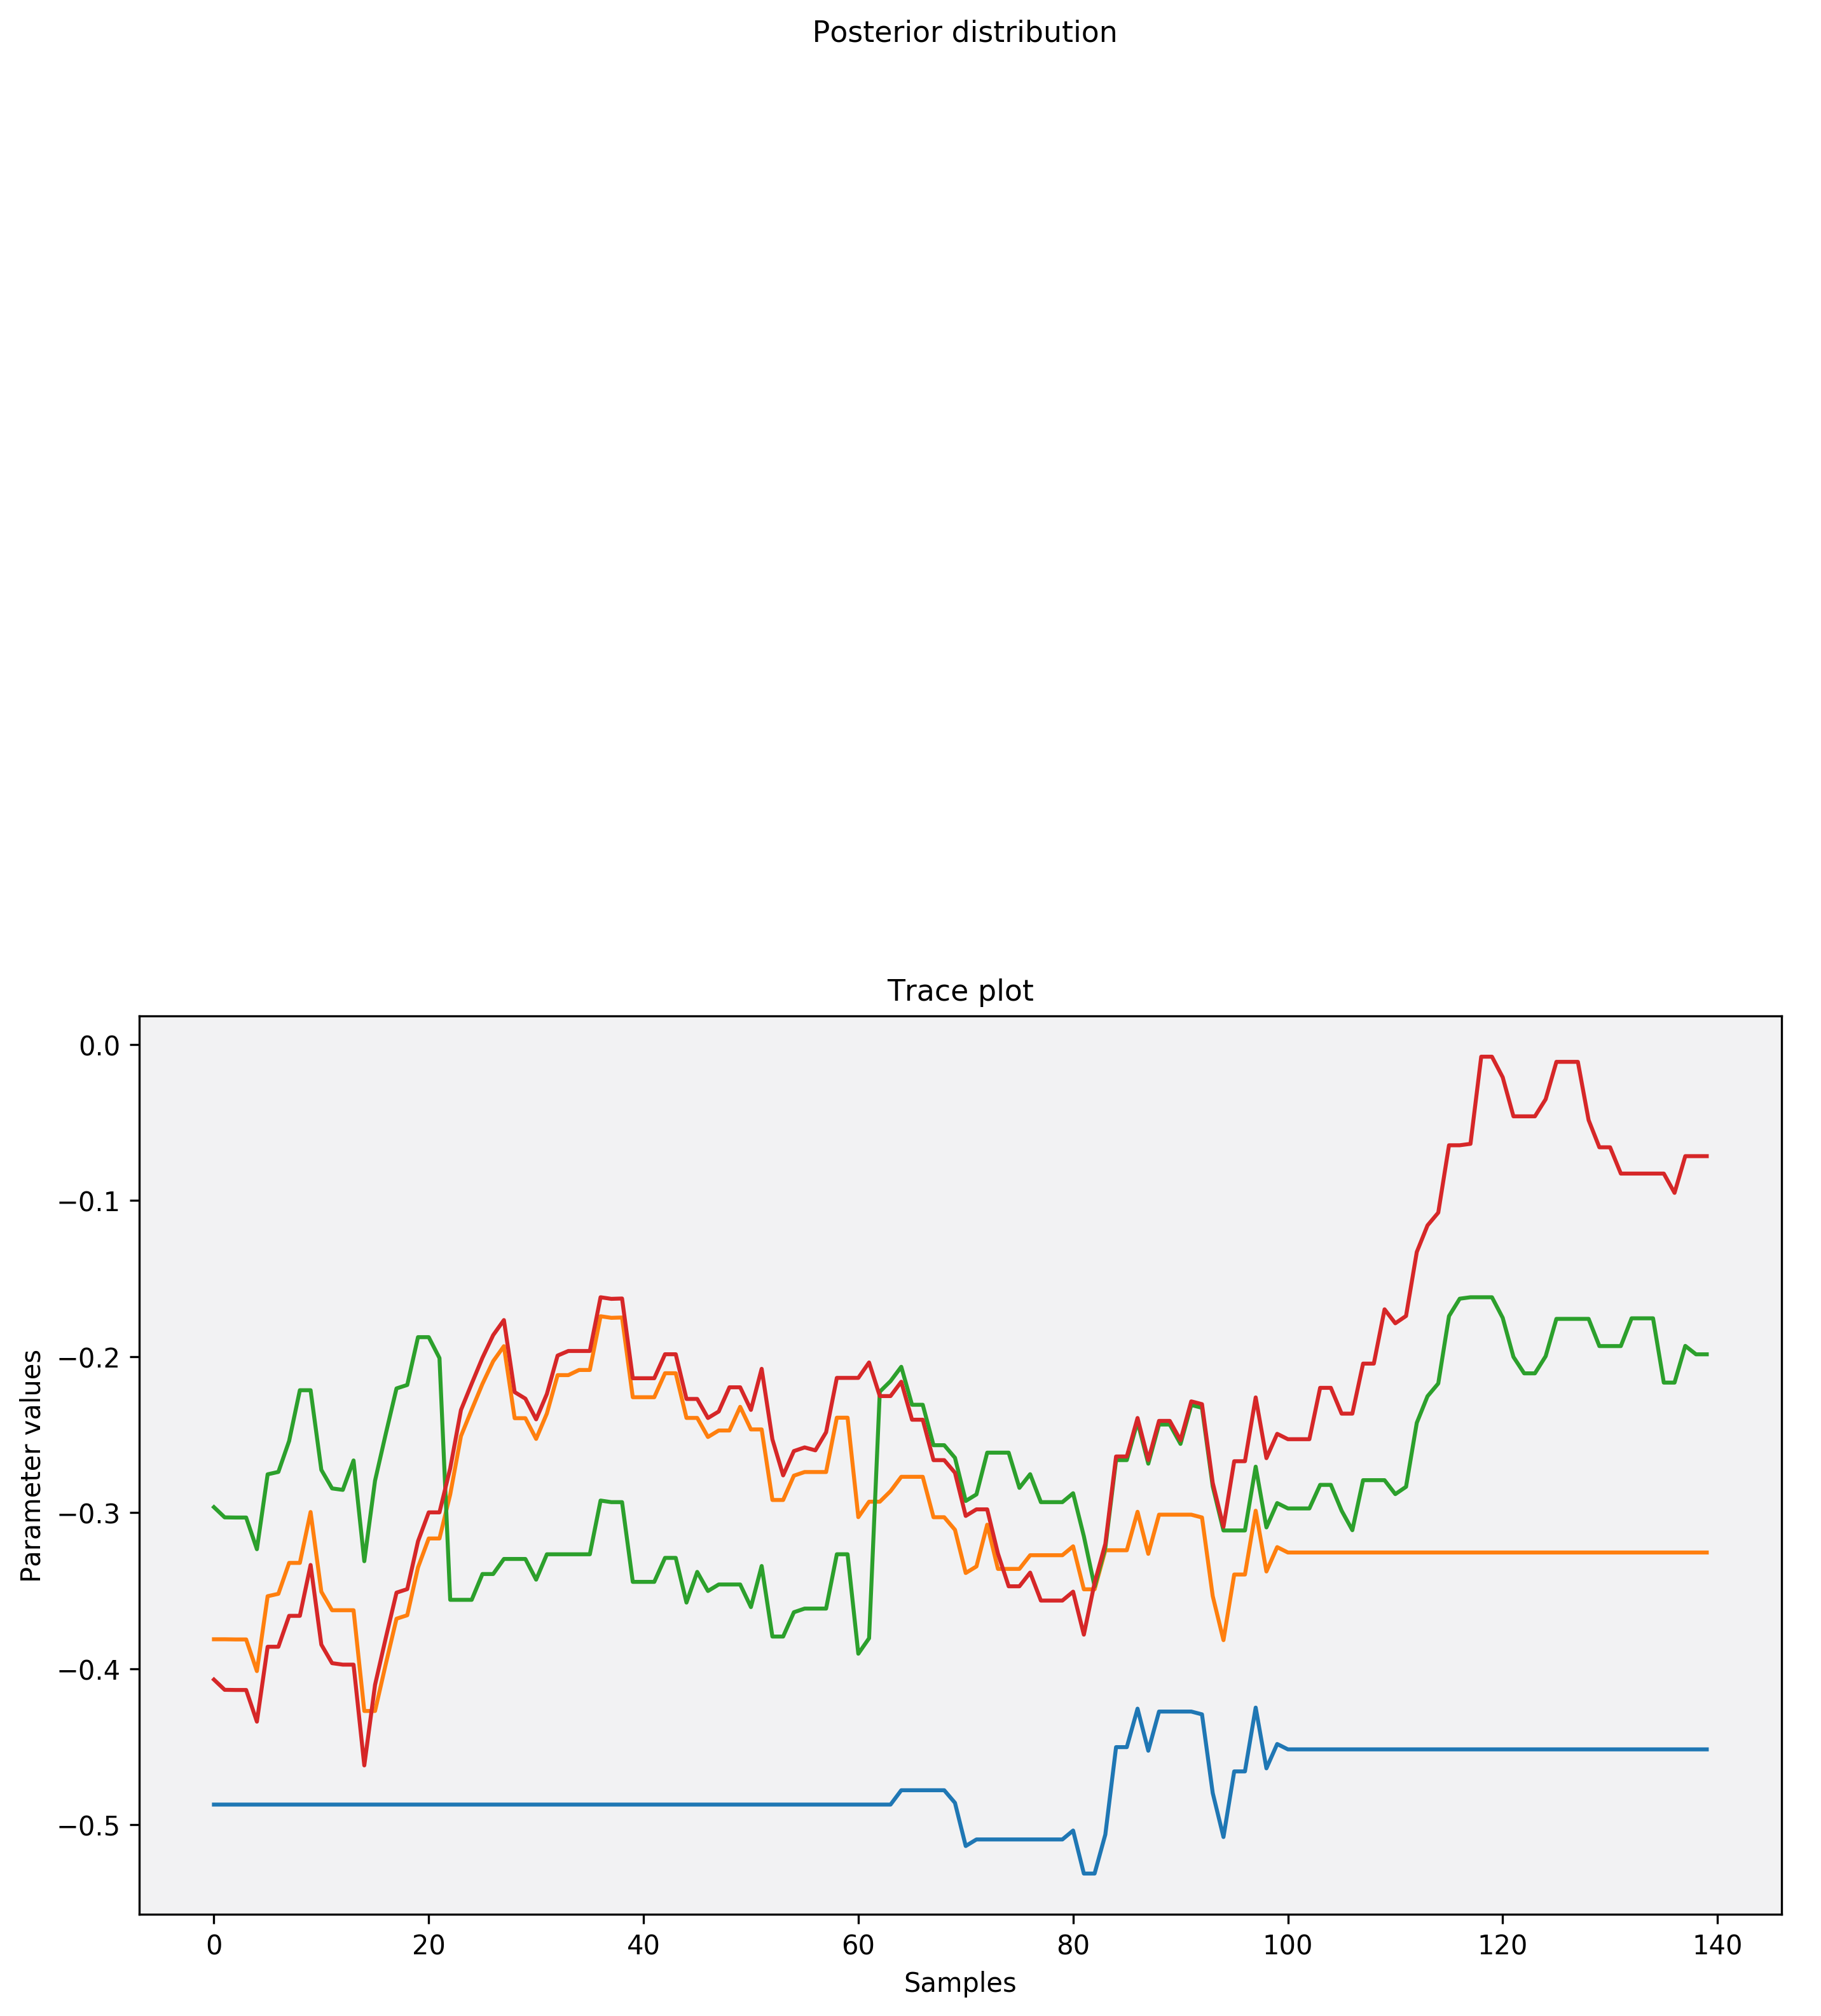 Posterior distribution
Trace plot
0.0
−0.1
−0.2
−0.3
−0.4
−0.5
Parameter values
0 20 40 60 80 100 120 140
Samples